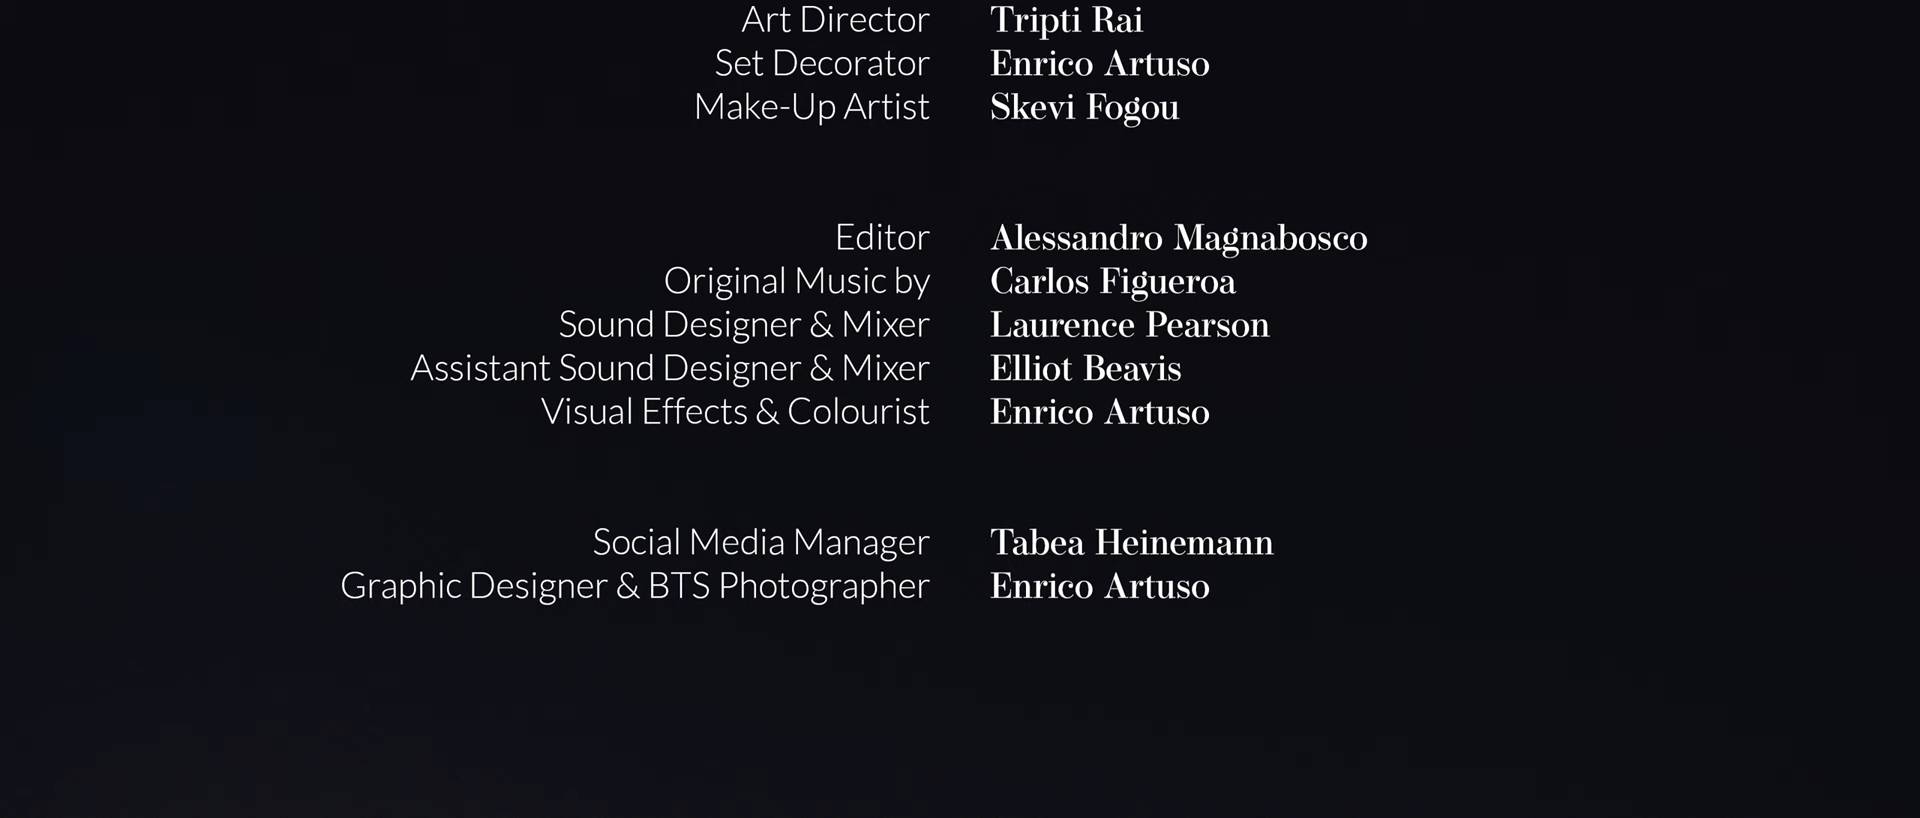 Art Director Tripti Rai
Set Decorator Enrico Artuso
Make-Up Artist Skevi Fogou
Editor Alessandro Magnabosco
Original Music by Carlos Figueroa
Sound Designer & Mixer Laurence Pearson
Assistant Sound Designer & Mixer Elliot Beavis
Visual Effects & Colourist Enrico Artuso
Social Media Manager Tabea Heinemann
Graphic Designer & BTS Photographer Enrico Artuso